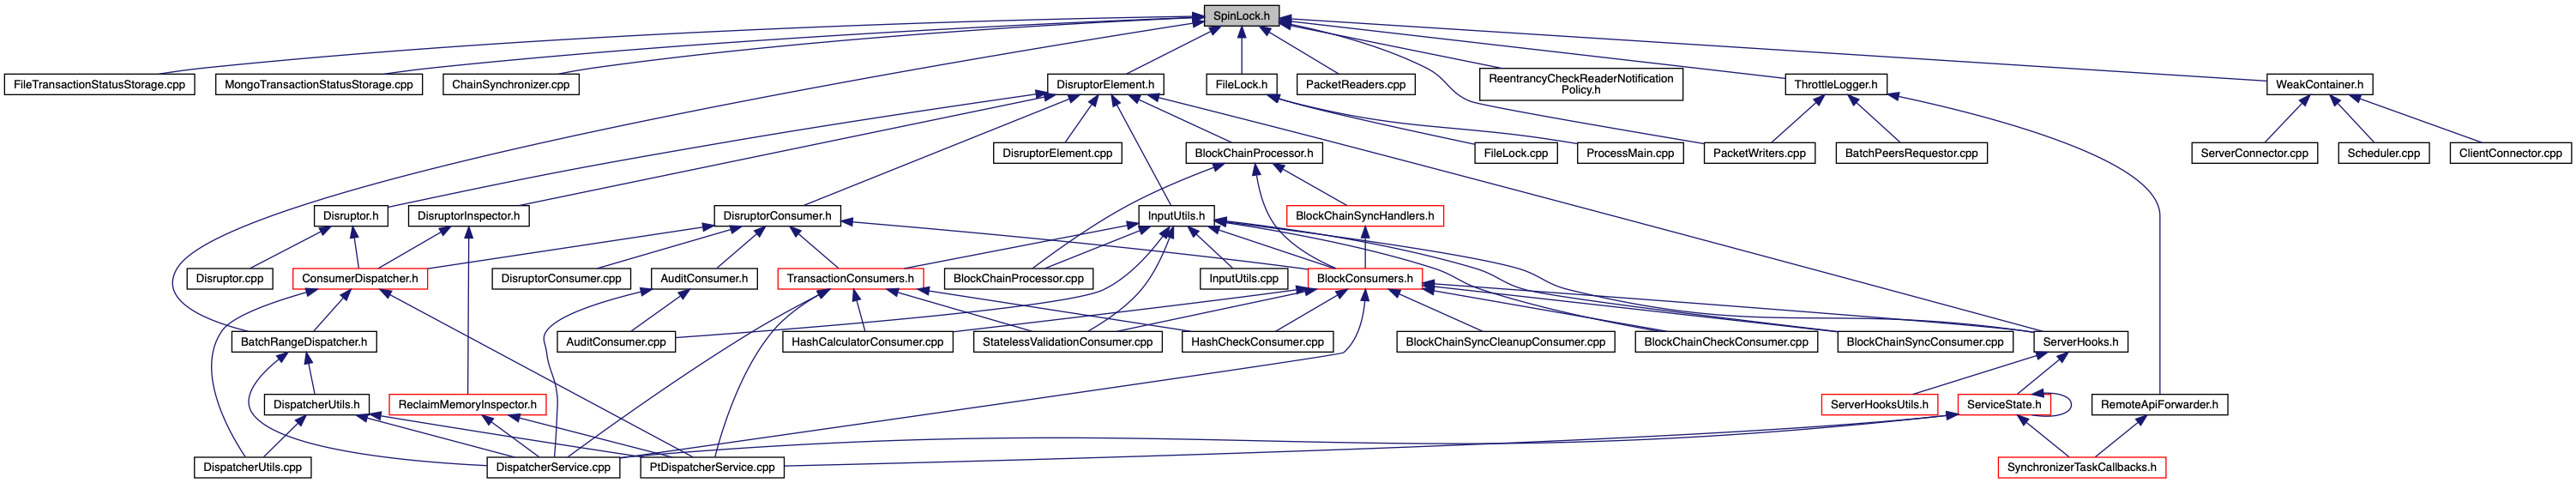 SpinLock.h
FileTransactionStatusStorage.cpp
MongoTransactionStatusStorage.cpp
ChainSynchronizer.cpp
DisruptorElement.h
FileLock.h
PacketReaders.cpp
ReentrancyCheckReaderNotification
Policy.h
ThrottleLogger.h
WeakContainer.h
DisruptorElement.cpp
BlockChainProcessor.h
FileLock.cpp
ProcessMain.cpp
PacketWriters.cpp
BatchPeersRequestor.cpp
ServerConnector.cpp
Scheduler.cpp
ClientConnector.cpp
Disruptor.h
DisruptorInspector.h
DisruptorConsumer.h
InputUtils.h
BlockChainSyncHandlers.h
Disruptor.cpp
ConsumerDispatcher.h
DisruptorConsumer.cpp
AuditConsumer.h
TransactionConsumers.h
BlockChainProcessor.cpp
InputUtils.cpp
BlockConsumers.h
BatchRangeDispatcher.h
AuditConsumer.cpp
HashCalculatorConsumer.cpp
StatelessValidationConsumer.cpp
HashCheckConsumer.cpp
BlockChainSyncCleanupConsumer.cpp
BlockChainCheckConsumer.cpp
BlockChainSyncConsumer.cpp
ServerHooks.h
DispatcherUtils.h
ReclaimMemoryInspector.h
ServerHooksUtils.h
ServiceState.h
RemoteApiForwarder.h
DispatcherUtils.cpp
DispatcherService.cpp
PtDispatcherService.cpp
SynchronizerTaskCallbacks.h